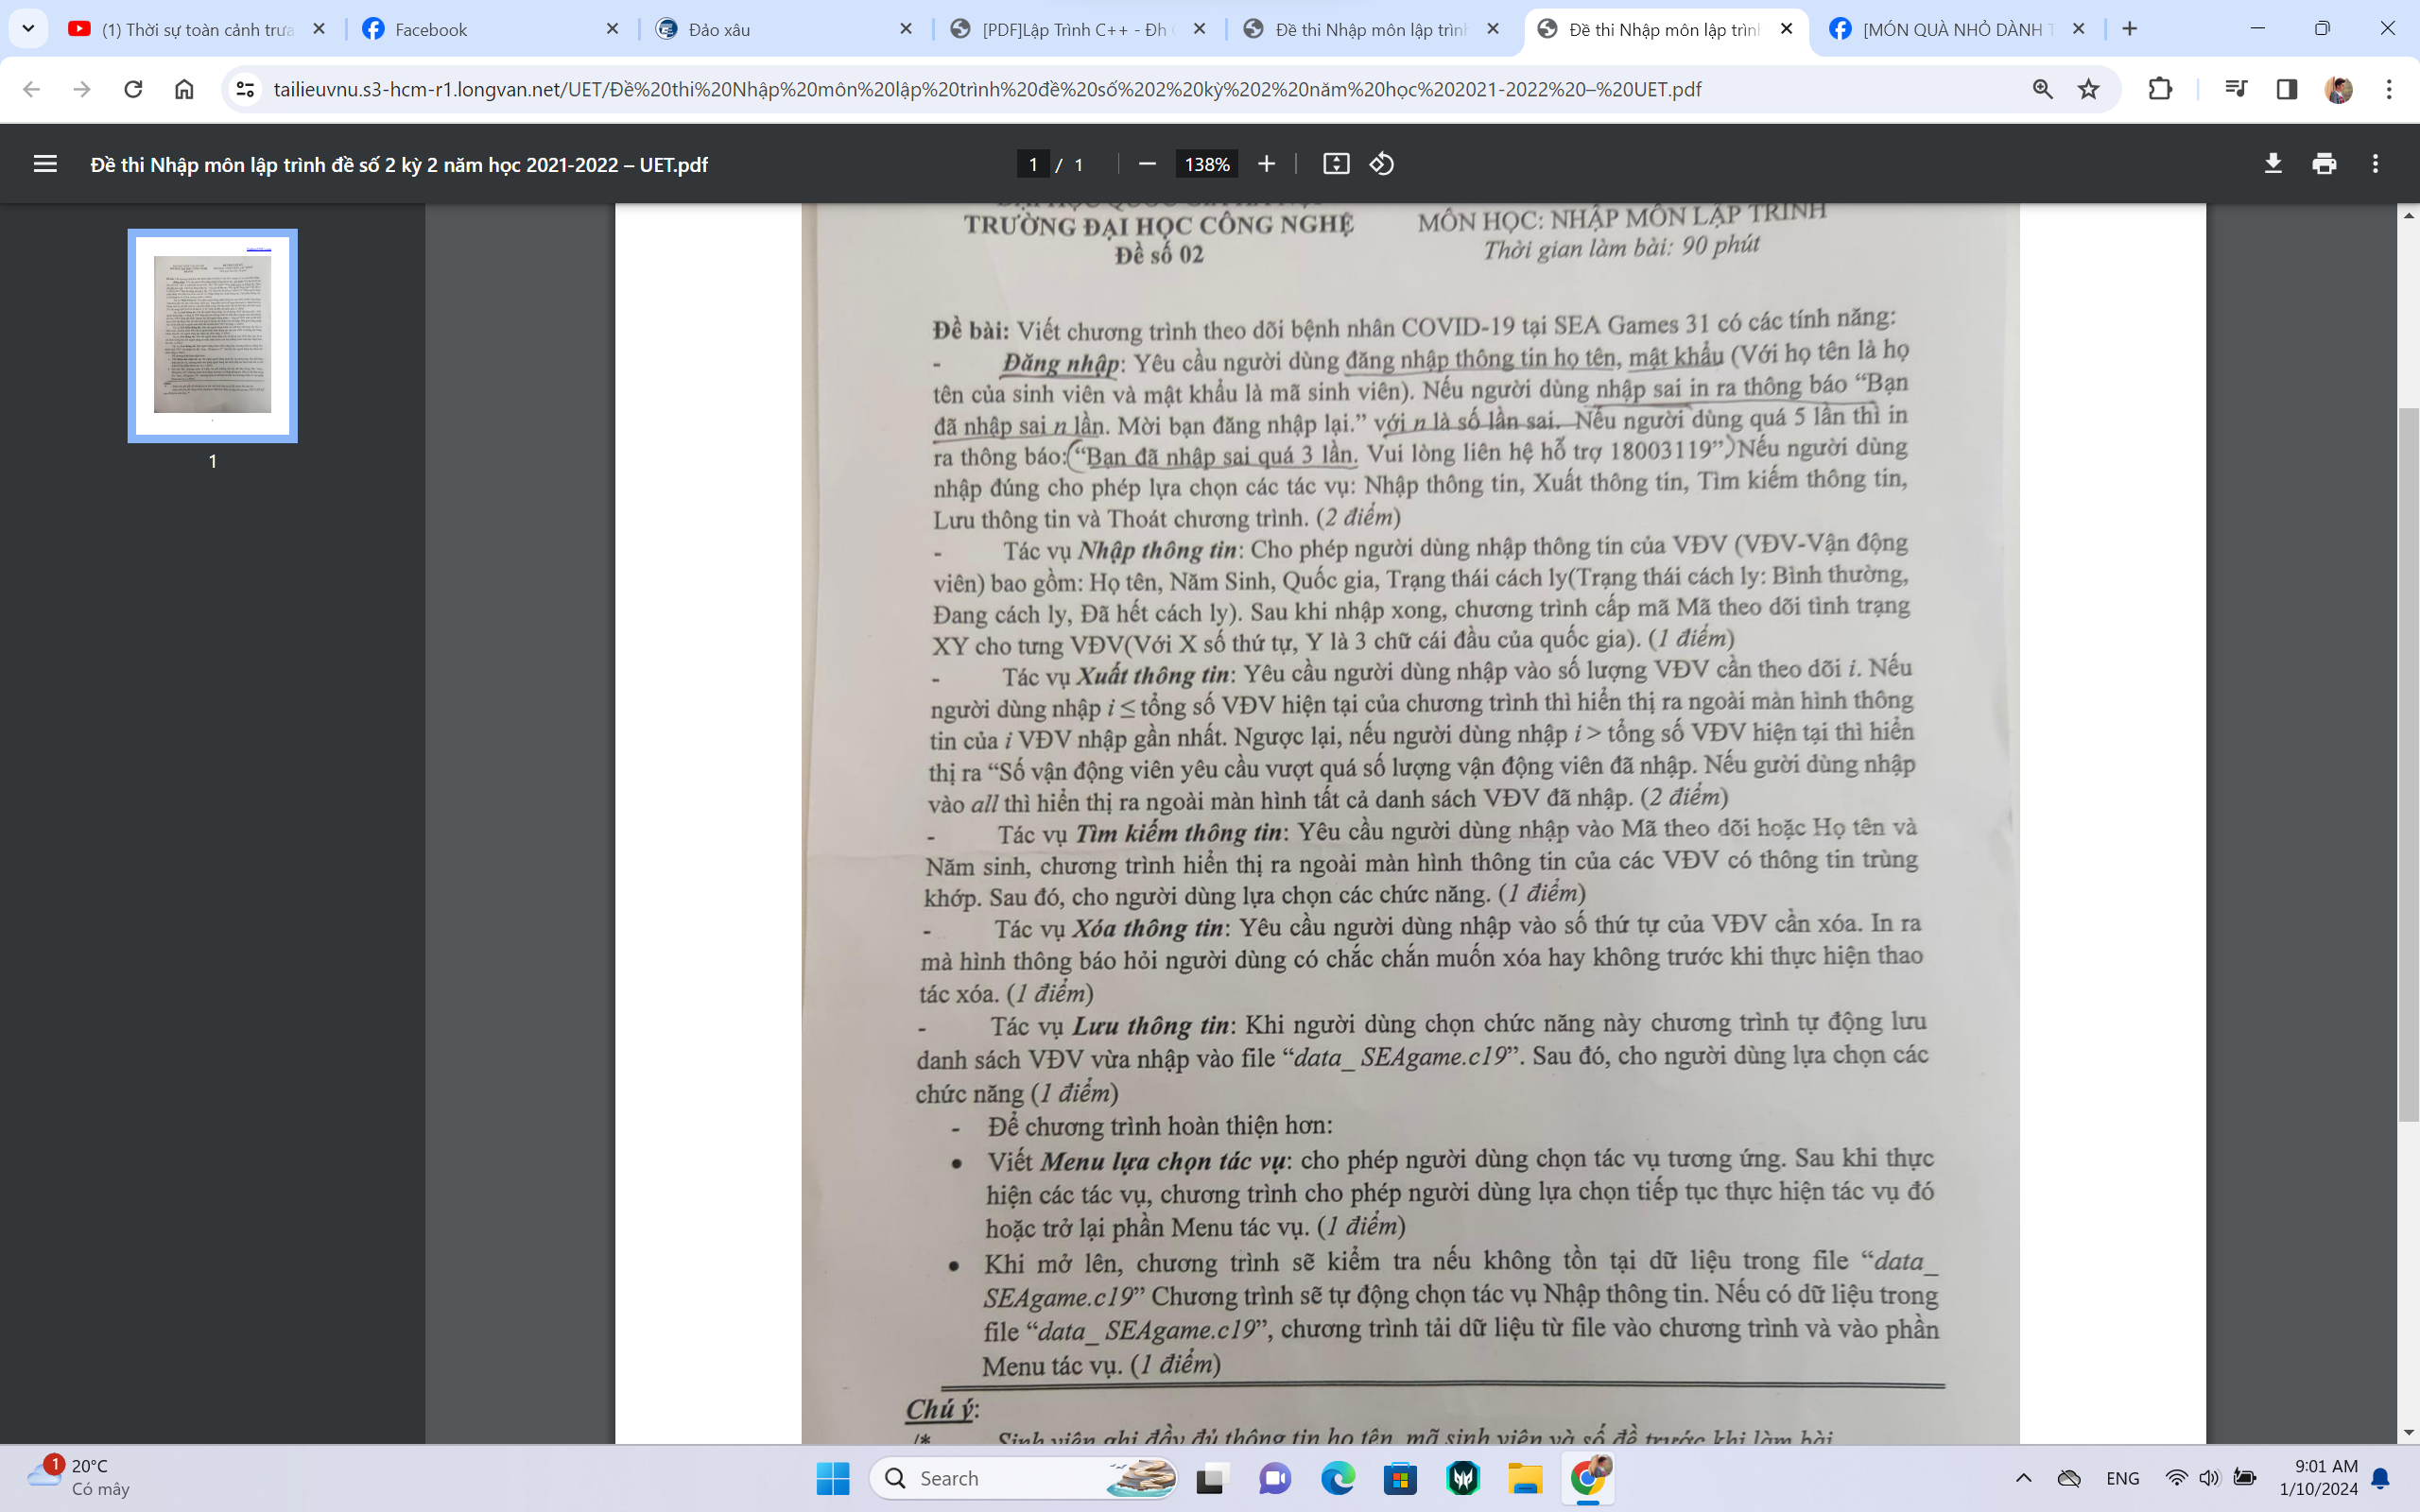 (1) Thời sự toàn cảnh trưa
Facebook
Đảo xâu
[PDF]Lập Trình C++ - Đh
Đề thi Nhập môn lập trình
Đề thi Nhập môn lập trình
[MÓN QUÀ NHỎ DÀNH T
tailieuvnu.s3-hcm-r1.longvan.net/UET/Đề%20thi%20Nhập%20môn%20lập%20trình%20đề%20số%202%20kỳ%202%20năm%20học%202021-2022%20–%20UET.pdf
Đề thi Nhập môn lập trình đề số 2 kỳ 2 năm học 2021-2022 – UET.pdf
1 / 1
138%
1
TRƯỜNG ĐẠI HỌC CÔNG NGHỆ MÔN HỌC: NHẬP MÔN LẬP TRÌNH
Đề số 02 Thời gian làm bài: 90 phút
Đề bài: Viết chương trình theo dõi bệnh nhân COVID-19 tại SEA Games 31 có các tính năng:
- Đăng nhập: Yêu cầu người dùng đăng nhập thông tin họ tên, mật khẩu (Với họ tên là họ
tên của sinh viên và mật khẩu là mã sinh viên). Nếu người dùng nhập sai in ra thông báo “Bạn
đã nhập sai n lần. Mời bạn đăng nhập lại.” với n là số lần sai. Nếu người dùng quá 5 lần thì in
ra thông báo: “Bạn đã nhập sai quá 3 lần. Vui lòng liên hệ hỗ trợ 18003119” Nếu người dùng
nhập đúng cho phép lựa chọn các tác vụ: Nhập thông tin, Xuất thông tin, Tìm kiếm thông tin,
Lưu thông tin và Thoát chương trình. (2 điểm)
- Tác vụ Nhập thông tin: Cho phép người dùng nhập thông tin của VĐV (VĐV-Vận động
viên) bao gồm: Họ tên, Năm Sinh, Quốc gia, Trạng thái cách ly(Trạng thái cách ly: Bình thường,
Đang cách ly, Đã hết cách ly). Sau khi nhập xong, chương trình cấp mã Mã theo dõi tình trạng
XY cho tưng VĐV(Với X số thứ tự, Y là 3 chữ cái đầu của quốc gia). (1 điểm)
- Tác vụ Xuất thông tin: Yêu cầu người dùng nhập vào số lượng VĐV cần theo dõi i. Nếu
người dùng nhập i ≤ tổng số VĐV hiện tại của chương trình thì hiển thị ra ngoài màn hình thông
tin của i VĐV nhập gần nhất. Ngược lại, nếu người dùng nhập i > tổng số VĐV hiện tại thì hiển
thị ra “Số vận động viên yêu cầu vượt quá số lượng vận động viên đã nhập. Nếu gười dùng nhập
vào all thì hiển thị ra ngoài màn hình tất cả danh sách VĐV đã nhập. (2 điểm)
- Tác vụ Tìm kiếm thông tin: Yêu cầu người dùng nhập vào Mã theo dõi hoặc Họ tên và
Năm sinh, chương trình hiển thị ra ngoài màn hình thông tin của các VĐV có thông tin trùng
khớp. Sau đó, cho người dùng lựa chọn các chức năng. (1 điểm)
- Tác vụ Xóa thông tin: Yêu cầu người dùng nhập vào số thứ tự của VĐV cần xóa. In ra
mà hình thông báo hỏi người dùng có chắc chắn muốn xóa hay không trước khi thực hiện thao
tác xóa. (1 điểm)
- Tác vụ Lưu thông tin: Khi người dùng chọn chức năng này chương trình tự động lưu
danh sách VĐV vừa nhập vào file “data_ SEAgame.c19”. Sau đó, cho người dùng lựa chọn các
chức năng (1 điểm)
- Để chương trình hoàn thiện hơn:
• Viết Menu lựa chọn tác vụ: cho phép người dùng chọn tác vụ tương ứng. Sau khi thực
hiện các tác vụ, chương trình cho phép người dùng lựa chọn tiếp tục thực hiện tác vụ đó
hoặc trở lại phần Menu tác vụ. (1 điểm)
• Khi mở lên, chương trình sẽ kiểm tra nếu không tồn tại dữ liệu trong file “data_
SEAgame.c19” Chương trình sẽ tự động chọn tác vụ Nhập thông tin. Nếu có dữ liệu trong
file “data_ SEAgame.c19”, chương trình tải dữ liệu từ file vào chương trình và vào phần
Menu tác vụ. (1 điểm)
Chú ý:
/* Sinh viên ghi đầy đủ thông tin họ tên, mã sinh viên và số đề trước khi làm bài
1
20°C
Có mây
Search
ENG
9:01 AM
1/10/2024